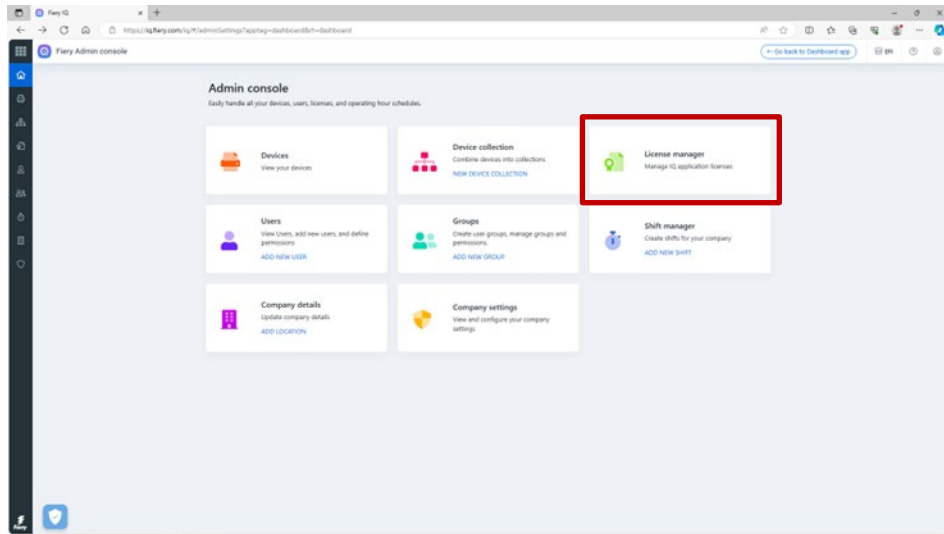 Fiery IQ
https://iq.fiery.com/iq/#/adminSettings?apptag=dashboard&rt=dashboard
Fiery Admin console
Go back to Dashboard app
EN
Admin console
Easily handle all your devices, users, licenses, and operating hour schedules.
Devices
View your devices
Device collection
Combine devices into collections
NEW DEVICE COLLECTION
License manager
Manage IQ application licenses
Users
View Users, add new users, and define
permissions
ADD NEW USER
Groups
Create user groups, manage groups and
permissions.
ADD NEW GROUP
Shift manager
Create shifts for your company
ADD NEW SHIFT
Company details
Update company details
ADD LOCATION
Company settings
View and configure your company
settings
fiery